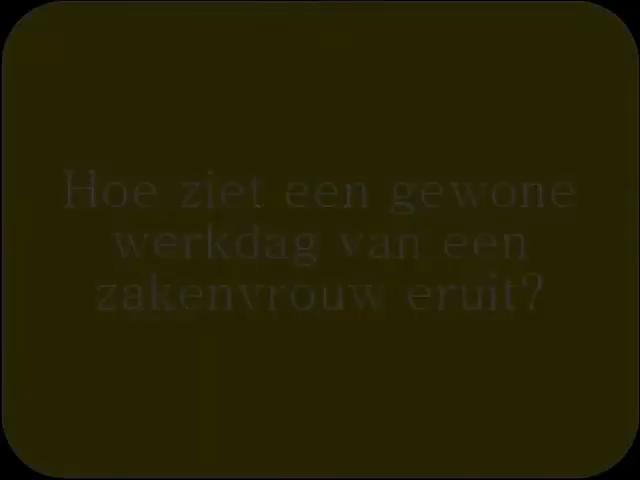 Hoe ziet een gewone
werkdag van een
zakenvrouw eruit?